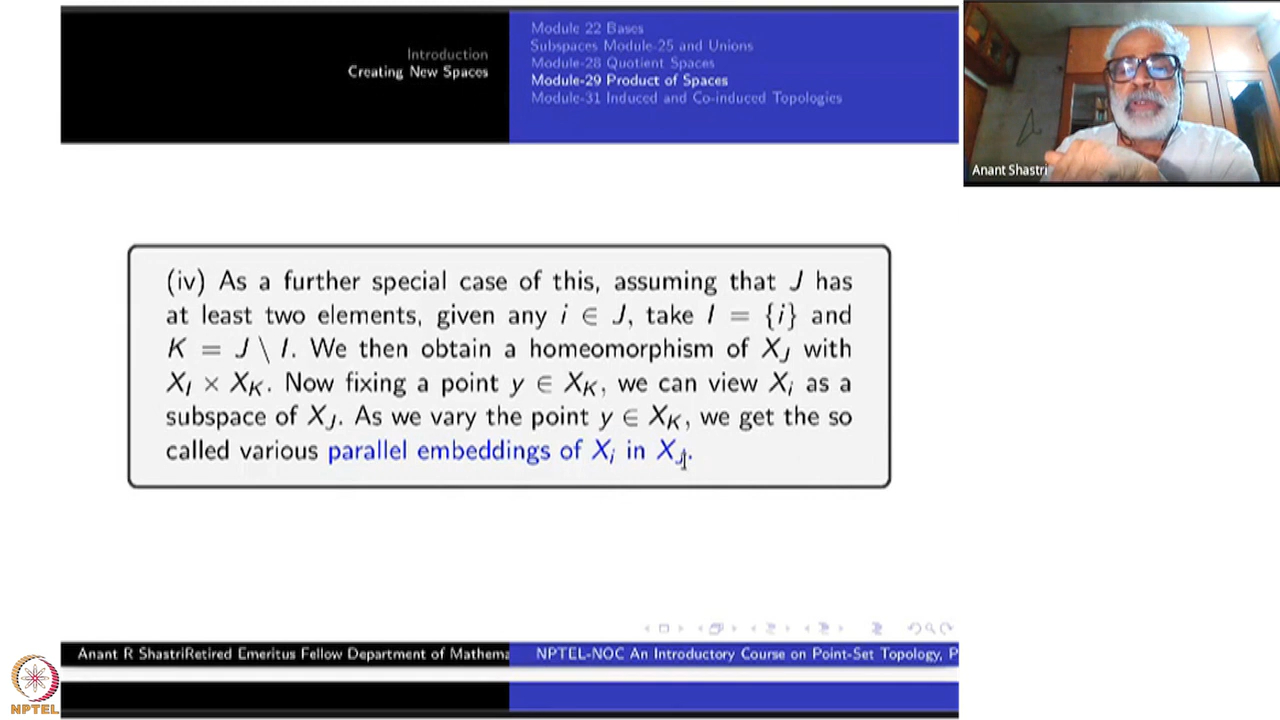 Introduction
Creating New Spaces
Module 22 Bases
Subspaces Module-25 and Unions
Module-28 Quotient Spaces
Module-29 Product of Spaces
Module-31 Induced and Co-induced Topologies
Anant Shastri
(iv) As a further special case of this, assuming that J has
at least two elements, given any i ∈ J, take I = {i} and
K = J \ I. We then obtain a homeomorphism of X_J with
X_I × X_K. Now fixing a point y ∈ X_K, we can view X_i as a
subspace of X_J. As we vary the point y ∈ X_K, we get the so
called various parallel embeddings of X_i in X_J.
Anant R ShastriRetired Emeritus Fellow Department of Mathema
NPTEL-NOC An Introductory Course on Point-Set Topology, P
NPTEL